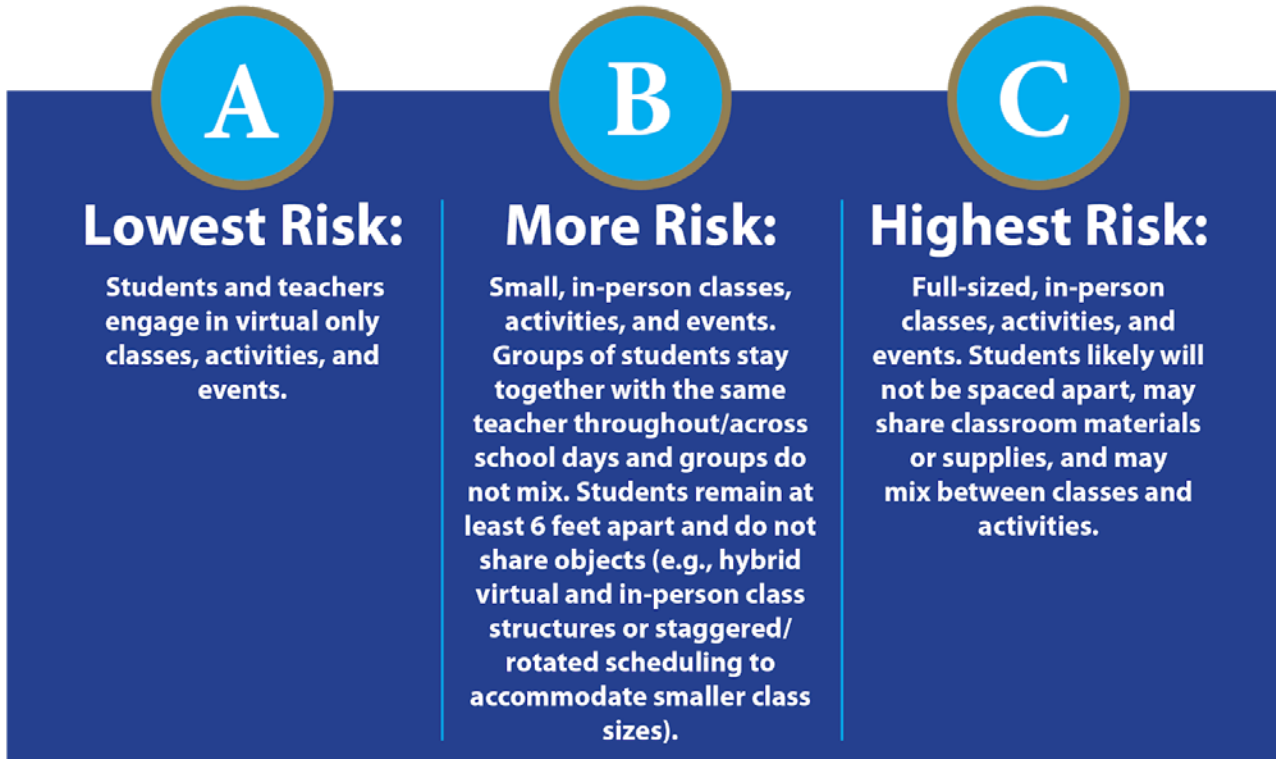 A
Lowest Risk:
Students and teachers
engage in virtual only
classes, activities, and
events.
B
More Risk:
Small, in-person classes,
activities, and events.
Groups of students stay
together with the same
teacher throughout/across
school days and groups do
not mix. Students remain at
least 6 feet apart and do not
share objects (e.g., hybrid
virtual and in-person class
structures or staggered/
rotated scheduling to
accommodate smaller class
sizes).
C
Highest Risk:
Full-sized, in-person
classes, activities, and
events. Students likely will
not be spaced apart, may
share classroom materials
or supplies, and may
mix between classes and
activities.